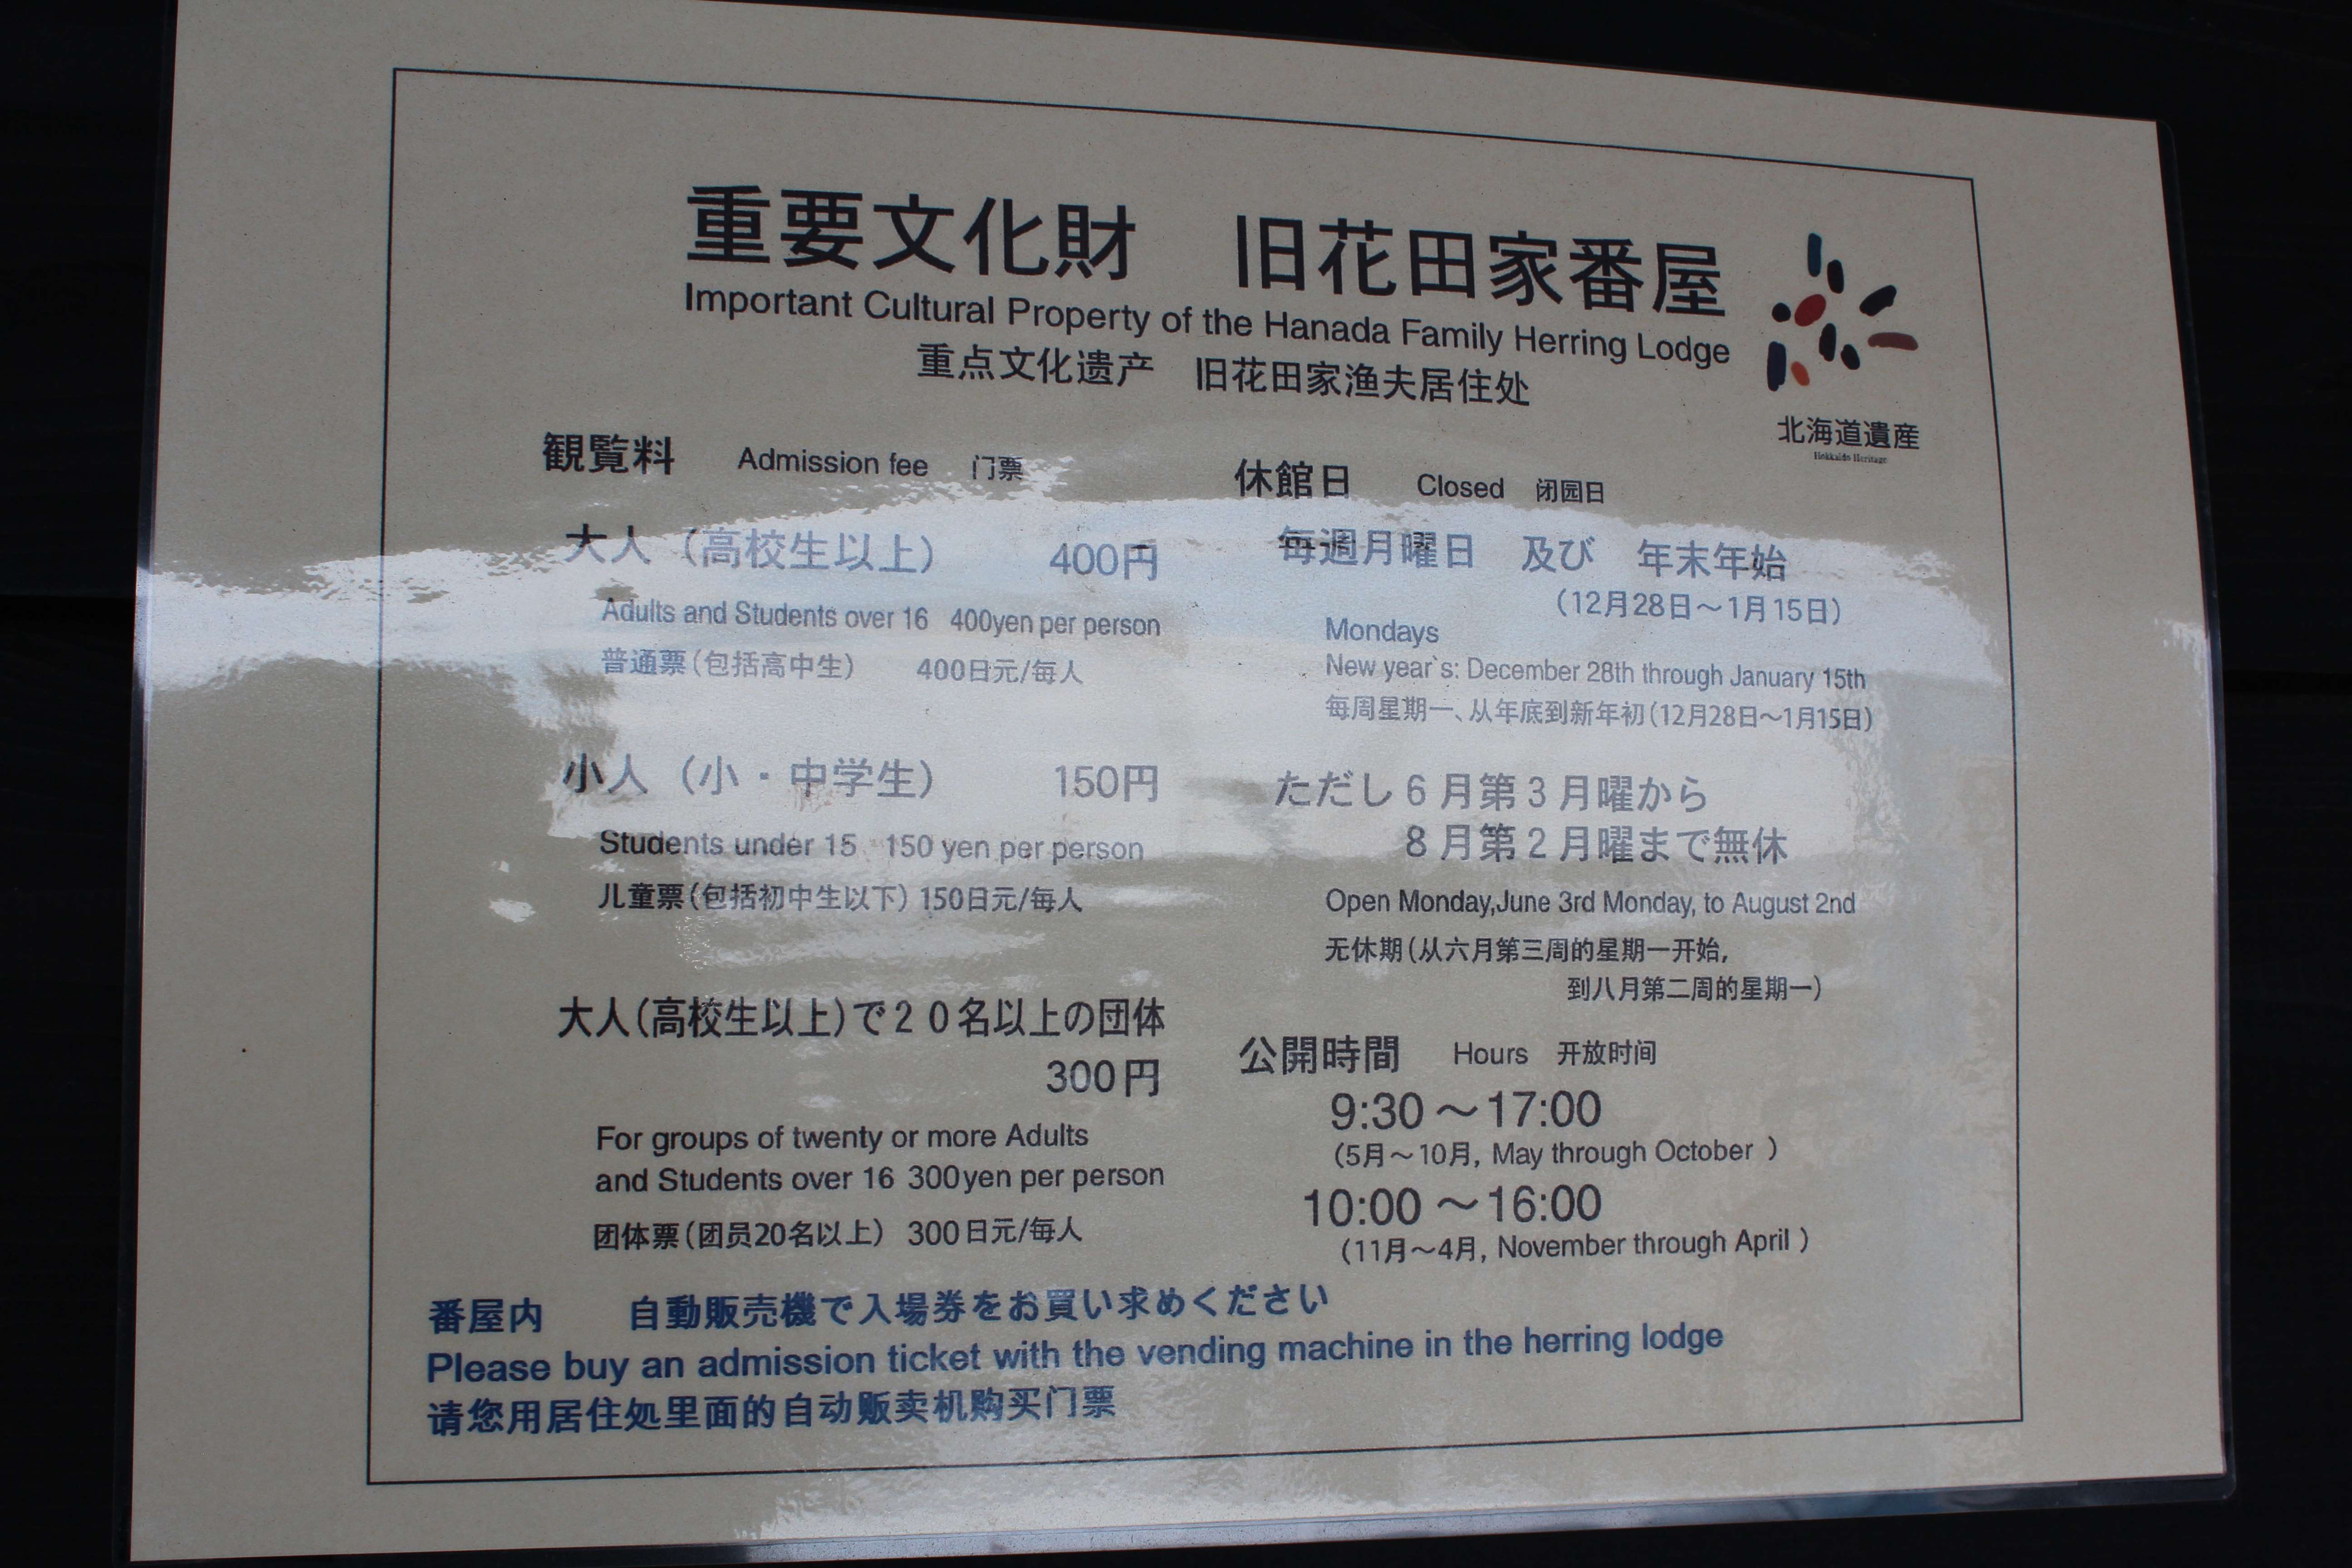 重要文化財　旧花田家番屋
Important Cultural Property of the Hanada Family Herring Lodge
重点文化遗产　旧花田家渔夫居住处
北海道遺産
Hokkaido Heritage
観覧料　Admission fee　门票
大人（高校生以上）　400円
Adults and Students over 16　400yen per person
普通票（包括高中生）　400日元/每人
小人（小・中学生）　150円
Students under 15　150 yen per person
儿童票（包括初中生以下）150日元/每人
大人（高校生以上）で２０名以上の団体
300円
For groups of twenty or more Adults
and Students over 16 300yen per person
团体票（团员20名以上）　300日元/每人
休館日　Closed　闭园日
毎週月曜日　及び　年末年始
（12月28日～1月15日）
Mondays
New year`s: December 28th through January 15th
每周星期一、从年底到新年初（12月28日～1月15日）
ただし６月第３月曜から
８月第２月曜まで無休
Open Monday,June 3rd Monday, to August 2nd
无休期（从六月第三周的星期一开始,
到八月第二周的星期一）
公開時間　Hours　开放时间
9:30～17:00
（5月～10月, May through October ）
10:00～16:00
（11月～4月, November through April ）
番屋内　自動販売機で入場券をお買い求めください
Please buy an admission ticket with the vending machine in the herring lodge
请您用居住処里面的自动贩卖机购买门票